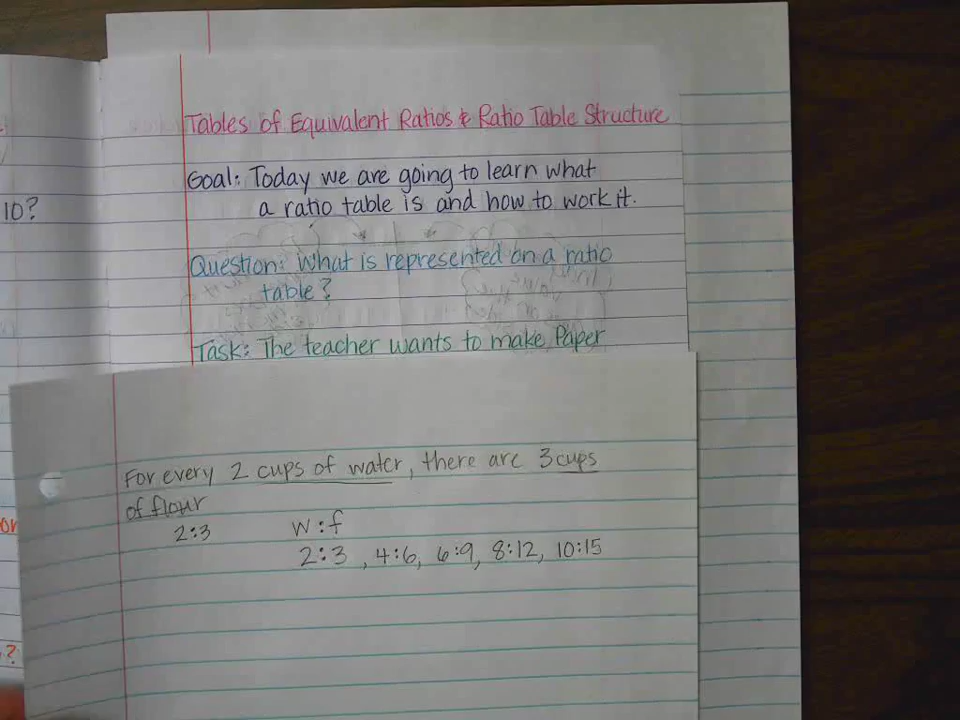 Tables of Equivalent Ratios & Ratio Table Structure
Goal: Today we are going to learn what
a ratio table is and how to work it.
10?
Question: What is represented on a ratio
table?
Task: The teacher wants to make Paper
For every 2 cups of water, there are 3 cups
of flour
2:3 w:f
2:3, 4:6, 6:9, 8:12, 10:15
or
?